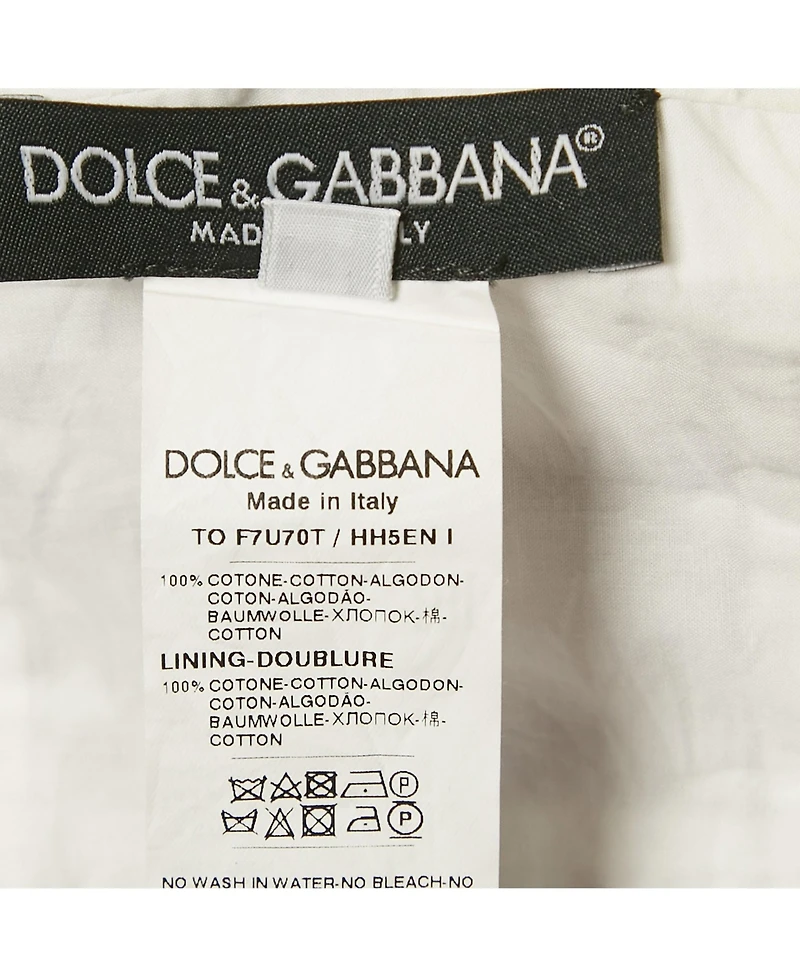 DOLCE & GABBANA®
MAD LY
DOLCE & GABBANA
Made in Italy
TO F7U70T / HH5EN I
100% COTONE-COTTON-ALGODON-
COTON-ALGODÃO-
BAUMWOLLE-ХЛОПОК-棉-
COTTON
LINING-DOUBLURE
100% COTONE-COTTON-ALGODON-
COTON-ALGODÃO-
BAUMWOLLE-ХЛОПОК-棉-
COTTON
P
P
NO WASH IN WATER-NO BLEACH-NO